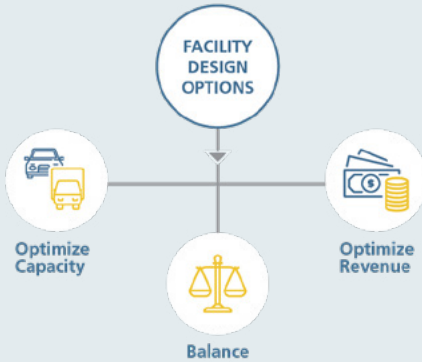 FACILITY
DESIGN
OPTIONS
$
Optimize
Capacity
Optimize
Revenue
Balance